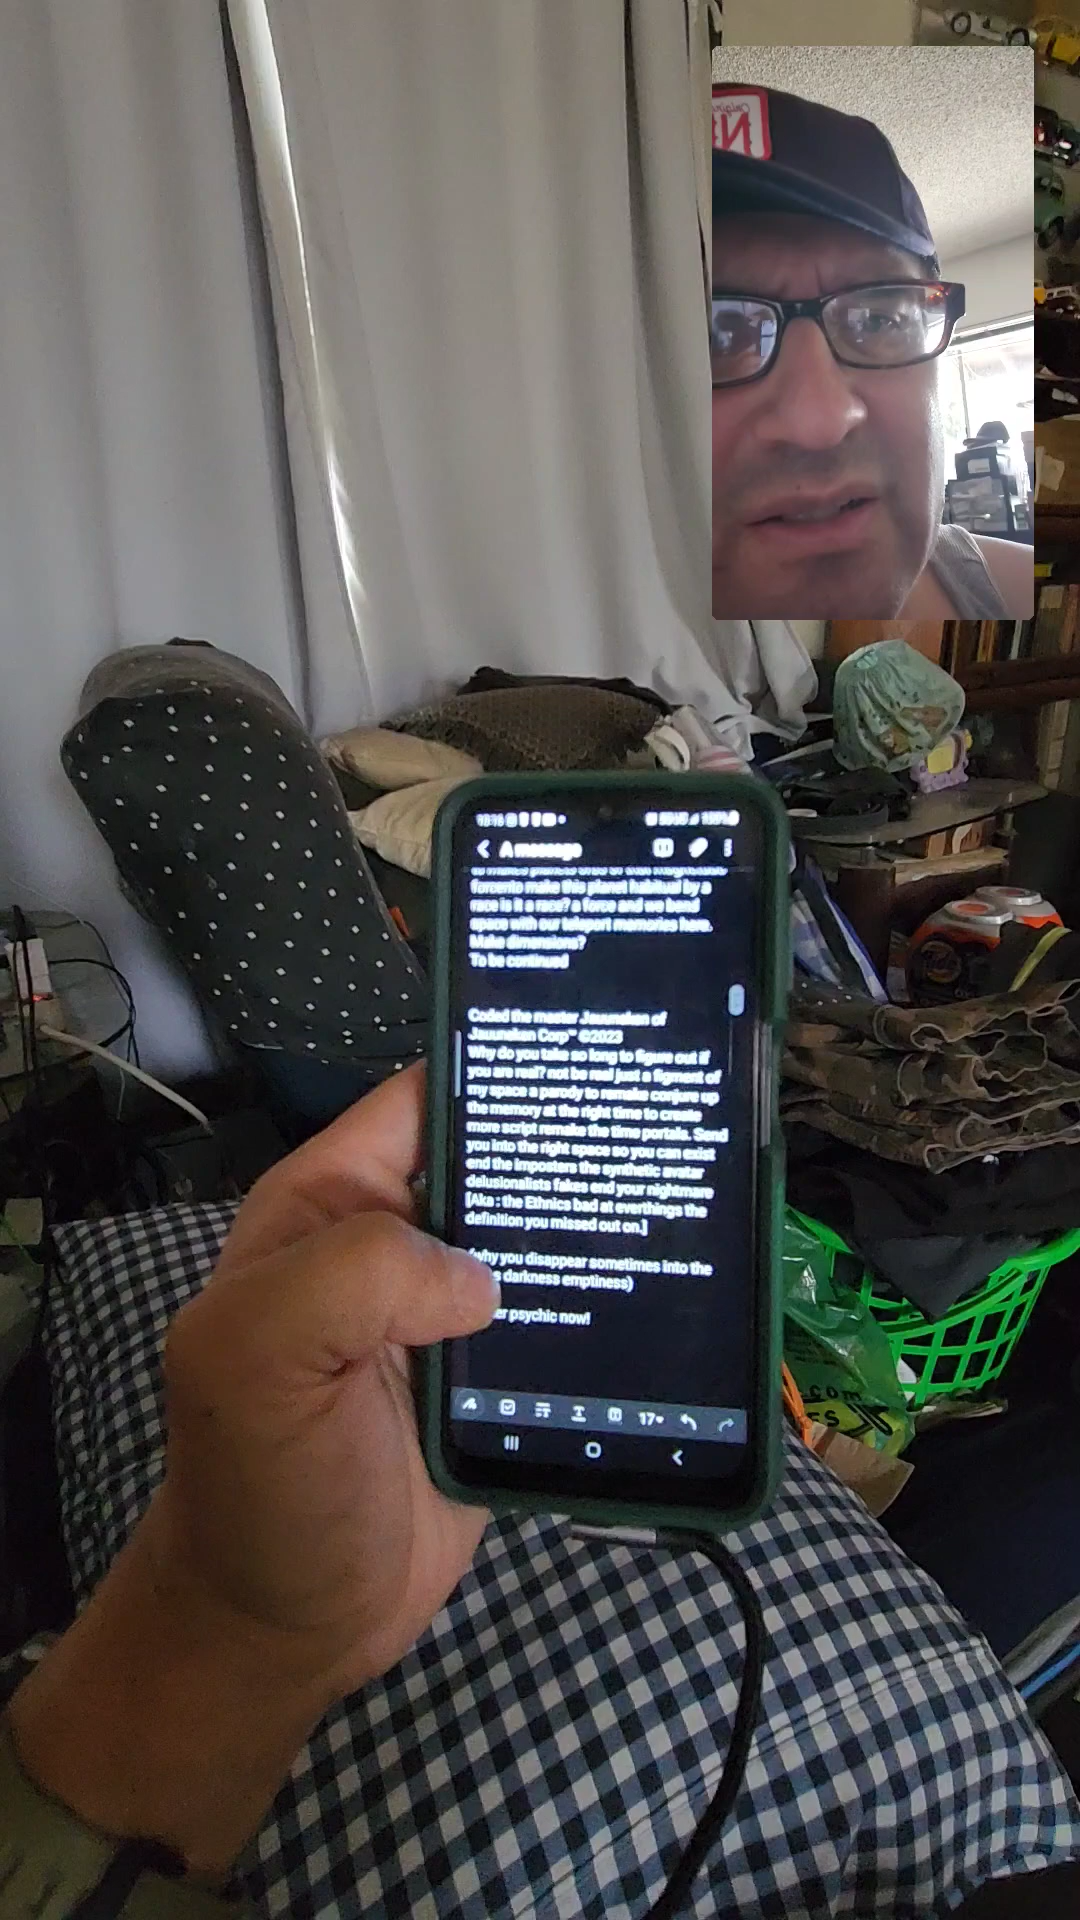 A message
forcento make this planet habitual by a
race is it a race? a force and we bend
space with our teleport memories here.
Make dimensions?
To be continued
Coded the master Jauuneken of
Jauuneken Corp™ ©2023
Why do you take so long to figure out if
you are real? not be real just a figment of
my space a parody to remake conjure up
the memory at the right time to create
more script remake the time portals. Send
you into the right space so you can exist
end the imposters the synthetic avatar
delusionalists fakes end your nightmare
[Aka : the Ethnics bad at everthings the
definition you missed out on.]
(why you disappear sometimes into the
darkness emptiness)
psychic now!
17
.com